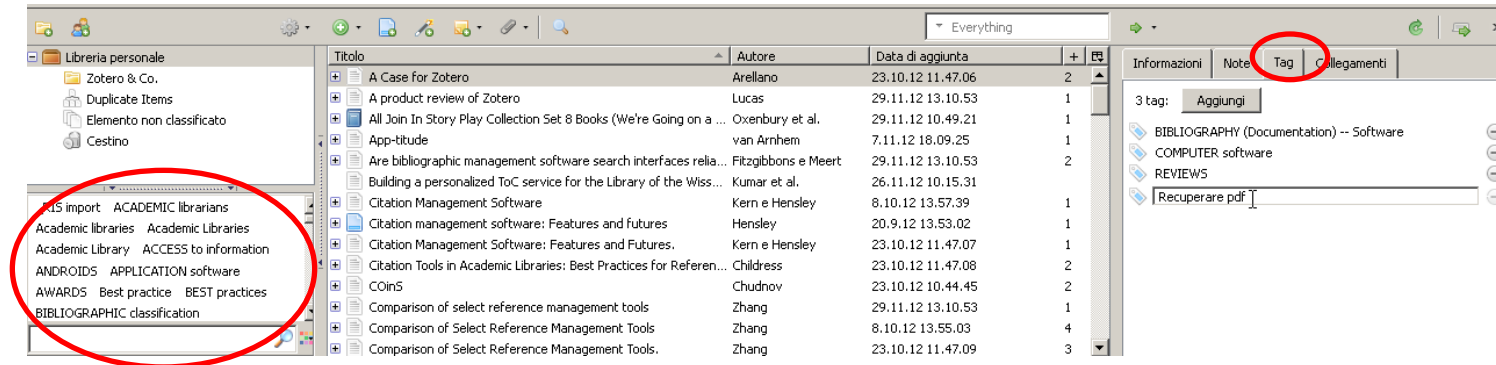 Everything
Libreria personale
Zotero & Co.
Duplicate Items
Elemento non classificato
Cestino
RIS import ACADEMIC librarians
Academic libraries Academic Libraries
Academic Library ACCESS to information
ANDROIDS APPLICATION software
AWARDS Best practice BEST practices
BIBLIOGRAPHIC classification
Titolo Autore Data di aggiunta +
A Case for Zotero Arellano 23.10.12 11.47.06 2
A product review of Zotero Lucas 29.11.12 13.10.53 1
All Join In Story Play Collection Set 8 Books (We're Going on a ... Oxenbury et al. 29.11.12 10.49.21 1
App-titude van Arnhem 7.11.12 18.09.25 1
Are bibliographic management software search interfaces relia... Fitzgibbons e Meert 29.11.12 13.10.53 2
Building a personalized ToC service for the Library of the Wiss... Kumar et al. 26.11.12 10.15.31
Citation Management Software Kern e Hensley 8.10.12 13.57.39 1
Citation management software: Features and futures Hensley 20.9.12 13.53.02 1
Citation Management Software: Features and Futures. Kern e Hensley 23.10.12 11.47.07 1
Citation Tools in Academic Libraries: Best Practices for Referen... Childress 23.10.12 11.47.08 2
COinS Chudnov 23.10.12 10.44.45 2
Comparison of select reference management tools Zhang 29.11.12 13.10.53 1
Comparison of Select Reference Management Tools Zhang 8.10.12 13.55.03 4
Comparison of Select Reference Management Tools. Zhang 23.10.12 11.47.09 3
Informazioni Note Tag Collegamenti
3 tag: Aggiungi
BIBLIOGRAPHY (Documentation) -- Software
COMPUTER software
REVIEWS
Recuperare pdf